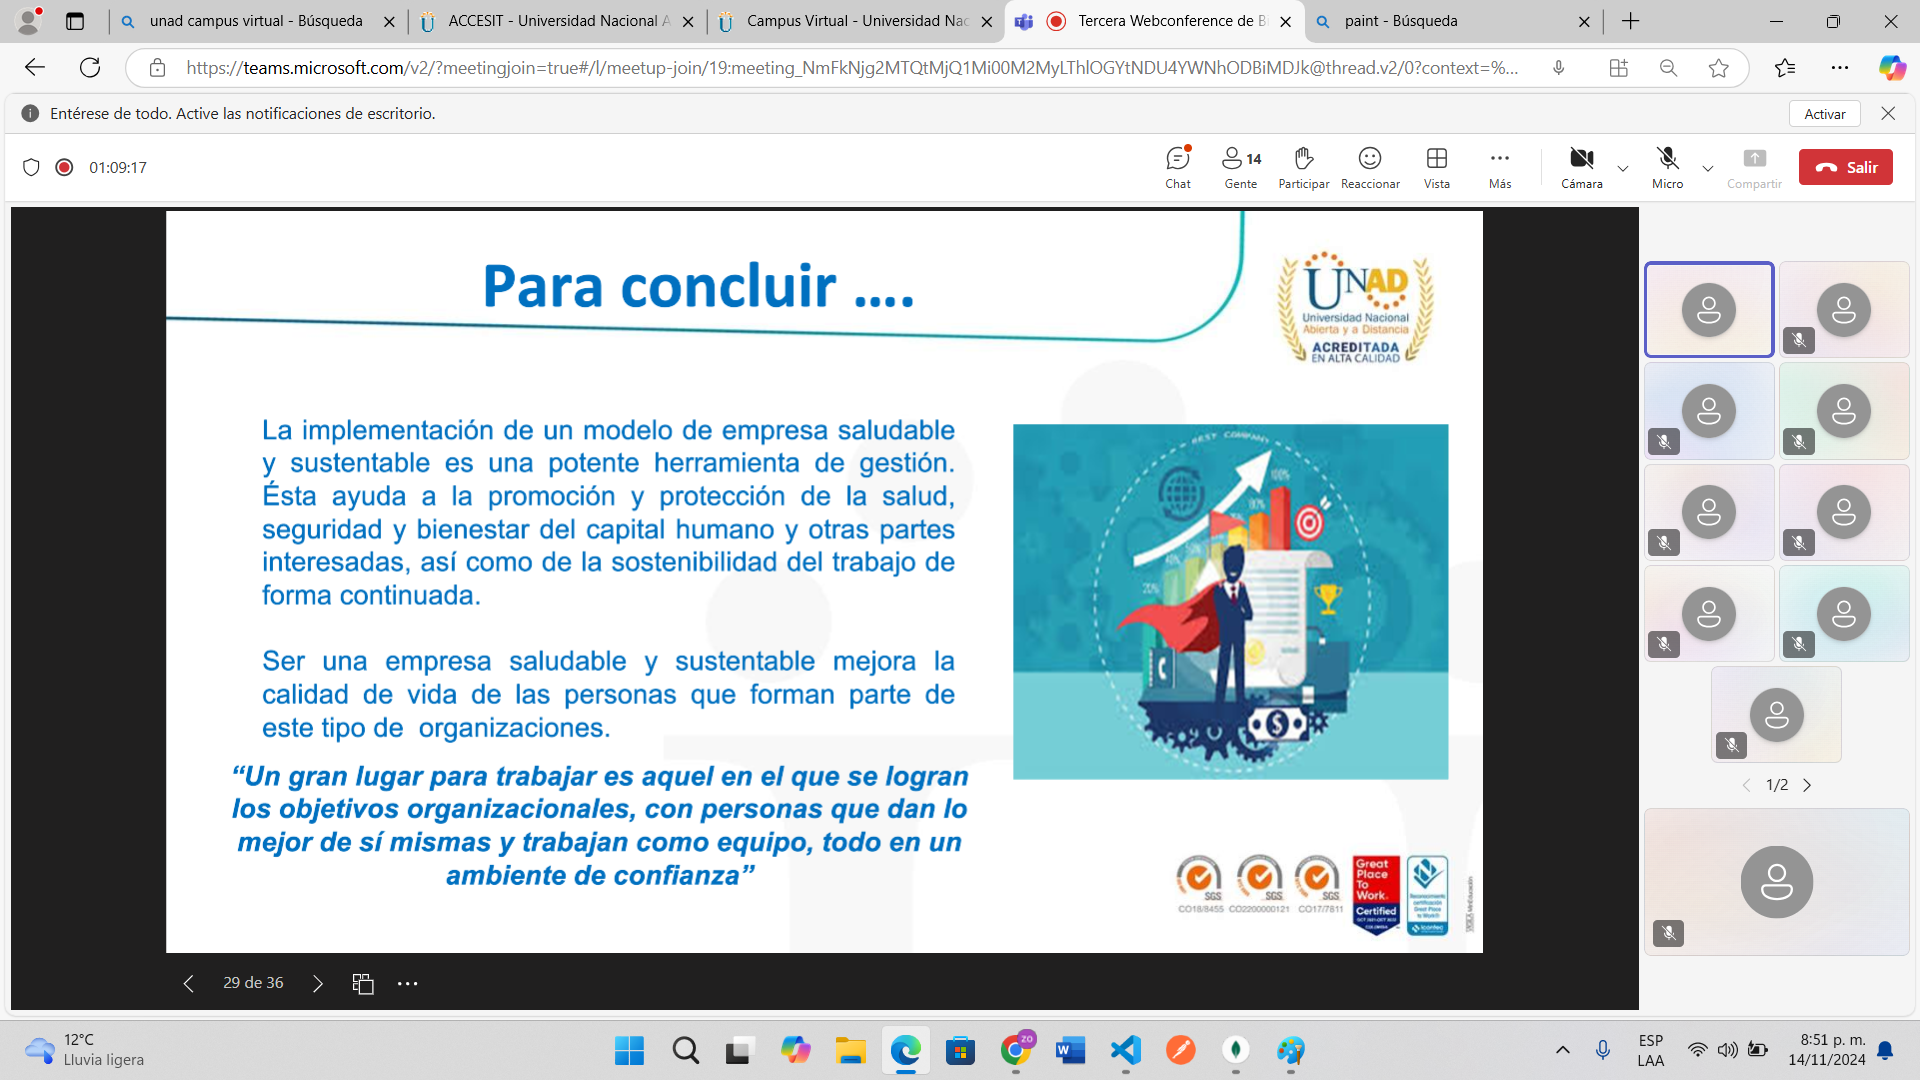 unad campus virtual - Búsqueda
ACCESIT - Universidad Nacional A
Campus Virtual - Universidad Nac
Tercera Webconference de Bi
paint - Búsqueda
https://teams.microsoft.com/v2/?meetingjoin=true#/l/meetup-join/19:meeting_NmFkNjg2MTQtMjQ1Mi00M2MyLThlOGYtNDU4YWNhODBiMDJk@thread.v2/0?context=%...
Entérese de todo. Active las notificaciones de escritorio.
Activar
01:09:17
Chat
14
Gente
Participar
Reaccionar
Vista
Más
Cámara
Micro
Compartir
Salir
Para concluir ....
UNAD
Universidad Nacional
Abierta y a Distancia
ACREDITADA
EN ALTA CALIDAD
La implementación de un modelo de empresa saludable
y sustentable es una potente herramienta de gestión.
Ésta ayuda a la promoción y protección de la salud,
seguridad y bienestar del capital humano y otras partes
interesadas, así como de la sostenibilidad del trabajo de
forma continuada.
Ser una empresa saludable y sustentable mejora la
calidad de vida de las personas que forman parte de
este tipo de organizaciones.
“Un gran lugar para trabajar es aquel en el que se logran
los objetivos organizacionales, con personas que dan lo
mejor de sí mismas y trabajan como equipo, todo en un
ambiente de confianza”
BEST COMPANY
100%
20%
$
SGS
SGS
SGS
CO18/8455
CO2200000121
CO17/7811
Great
Place
To
Work.
Certified
COLOMBIA
icontec
1/2
29 de 36
12°C
Lluvia ligera
ZO
ESP
LAA
8:51 p. m.
14/11/2024